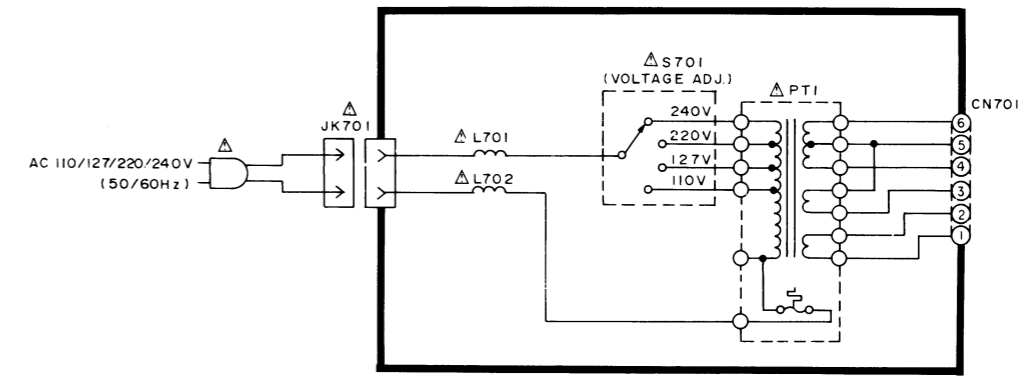 S701
(VOLTAGE ADJ.)
PT1
CN701
JK701
AC 110/127/220/240V
(50/60Hz)
L701
L702
240V
220V
127V
110V
6
5
4
3
2
1